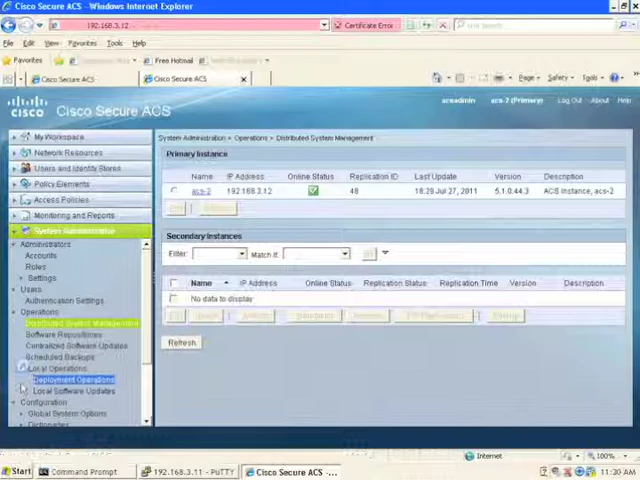 Cisco Secure ACS - Windows Internet Explorer
192.168.3.12
Certificate Error
File Edit View Favorites Tools Help
Favorites Free Hotmail
Cisco Secure ACS Cisco Secure ACS Page Safety Tools
cisco Cisco Secure ACS
acsadmin acs-2 (Primary) Log Out About Help
My Workspace
Network Resources
Users and Identity Stores
Policy Elements
Access Policies
Monitoring and Reports
System Administration
Administrators
Accounts
Roles
Settings
Users
Authentication Settings
Operations
Distributed System Management
Software Repositories
Centralized Software Updates
Scheduled Backups
Local Operations
Deployment Operations
Local Software Updates
Configuration
Global System Options
Dictionaries
System Administration > Operations > Distributed System Management
Primary Instance
Name IP Address Online Status Replication ID Last Update Version Description
acs-2 192.168.3.12 48 18:29 Jul 27, 2011 5.1.0.44.3 ACS Instance, acs-2
Secondary Instances
Filter: Match if:
Name IP Address Online Status Replication Status Replication Time Version Description
No data to display
Refresh
Internet 100%
Start Command Prompt 192.168.3.11 - PuTTY Cisco Secure ACS - ... 11:20 AM